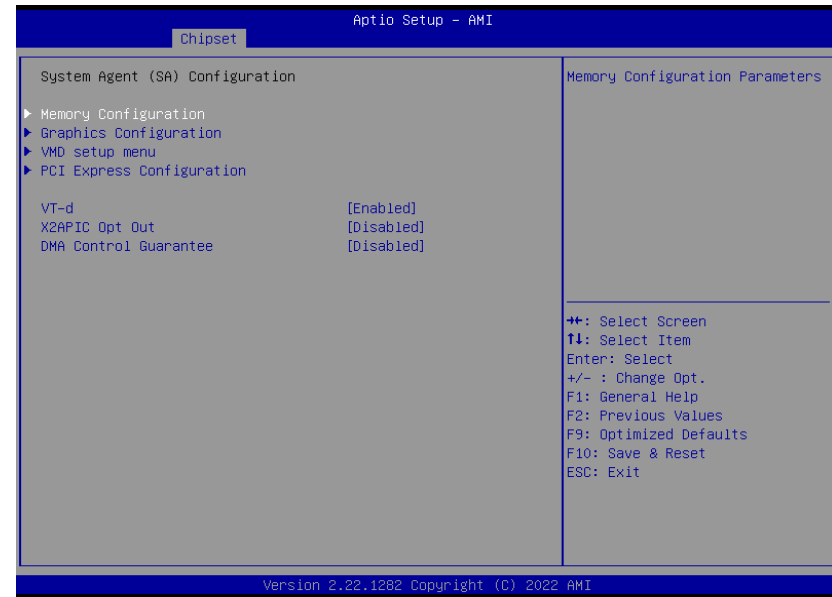 Aptio Setup – AMI
Chipset
System Agent (SA) Configuration
Memory Configuration
Graphics Configuration
VMD setup menu
PCI Express Configuration
VT-d [Enabled]
X2APIC Opt Out [Disabled]
DMA Control Guarantee [Disabled]
Memory Configuration Parameters
→←: Select Screen
↑↓: Select Item
Enter: Select
+/- : Change Opt.
F1: General Help
F2: Previous Values
F9: Optimized Defaults
F10: Save & Reset
ESC: Exit
Version 2.22.1282 Copyright (C) 2022 AMI